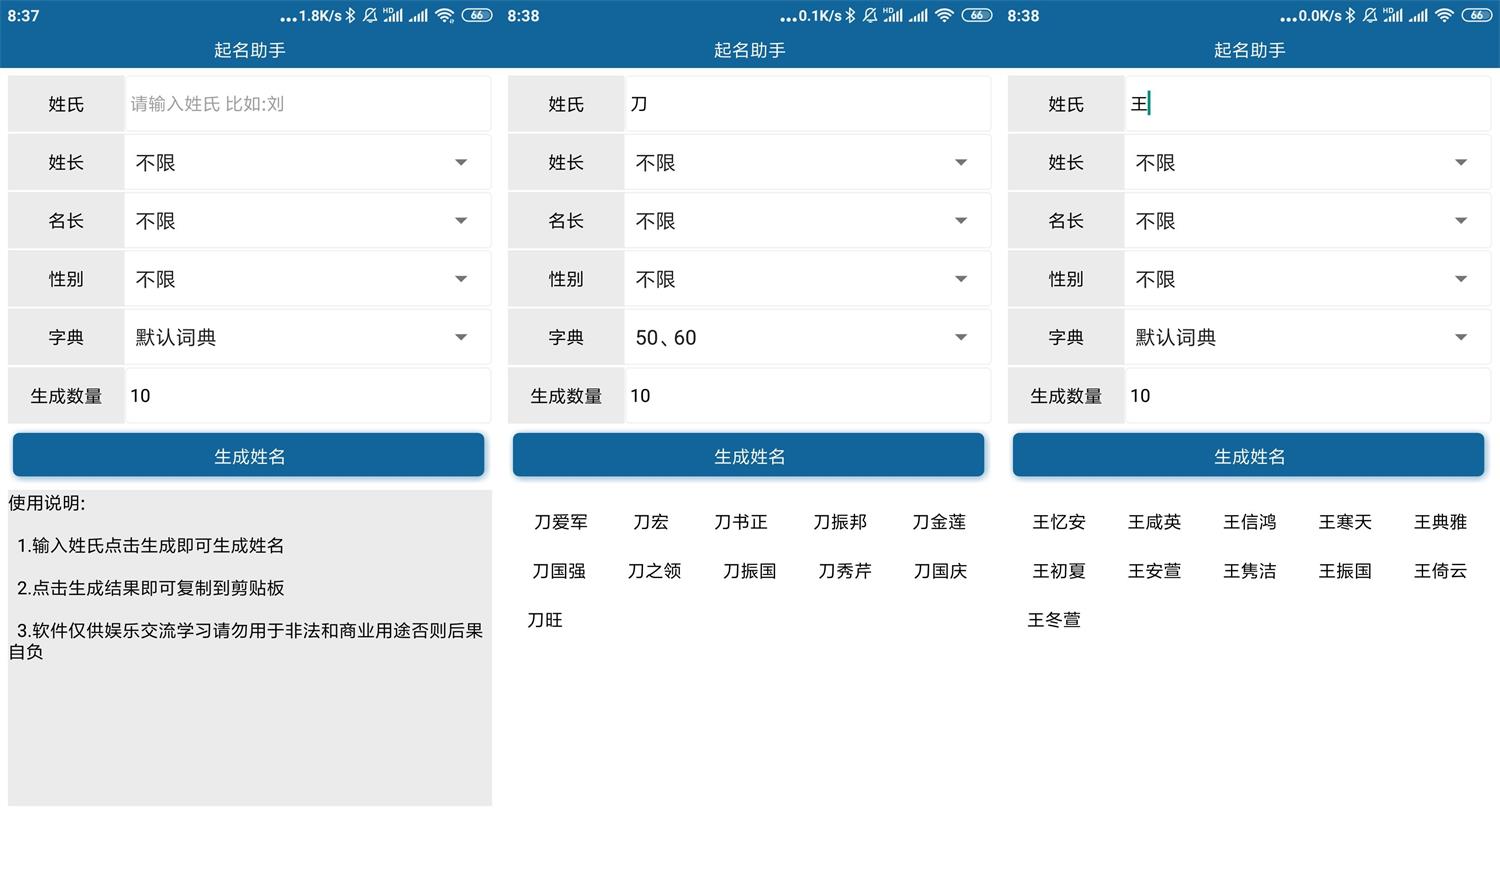 8:37 ...1.8K/s HD 66
起名助手
姓氏 请输入姓氏 比如:刘
姓长 不限
名长 不限
性别 不限
字典 默认词典
生成数量 10
生成姓名
使用说明:
1.输入姓氏点击生成即可生成姓名
2.点击生成结果即可复制到剪贴板
3.软件仅供娱乐交流学习请勿用于非法和商业用途否则后果
自负
8:38 ...0.1K/s HD 66
起名助手
姓氏 刀
姓长 不限
名长 不限
性别 不限
字典 50、60
生成数量 10
生成姓名
刀爱军 刀宏 刀书正 刀振邦 刀金莲
刀国强 刀之领 刀振国 刀秀芹 刀国庆
刀旺
8:38 ...0.0K/s HD 66
起名助手
姓氏 王
姓长 不限
名长 不限
性别 不限
字典 默认词典
生成数量 10
生成姓名
王忆安 王咸英 王信鸿 王寒天 王典雅
王初夏 王安萱 王隽洁 王振国 王倚云
王冬萱